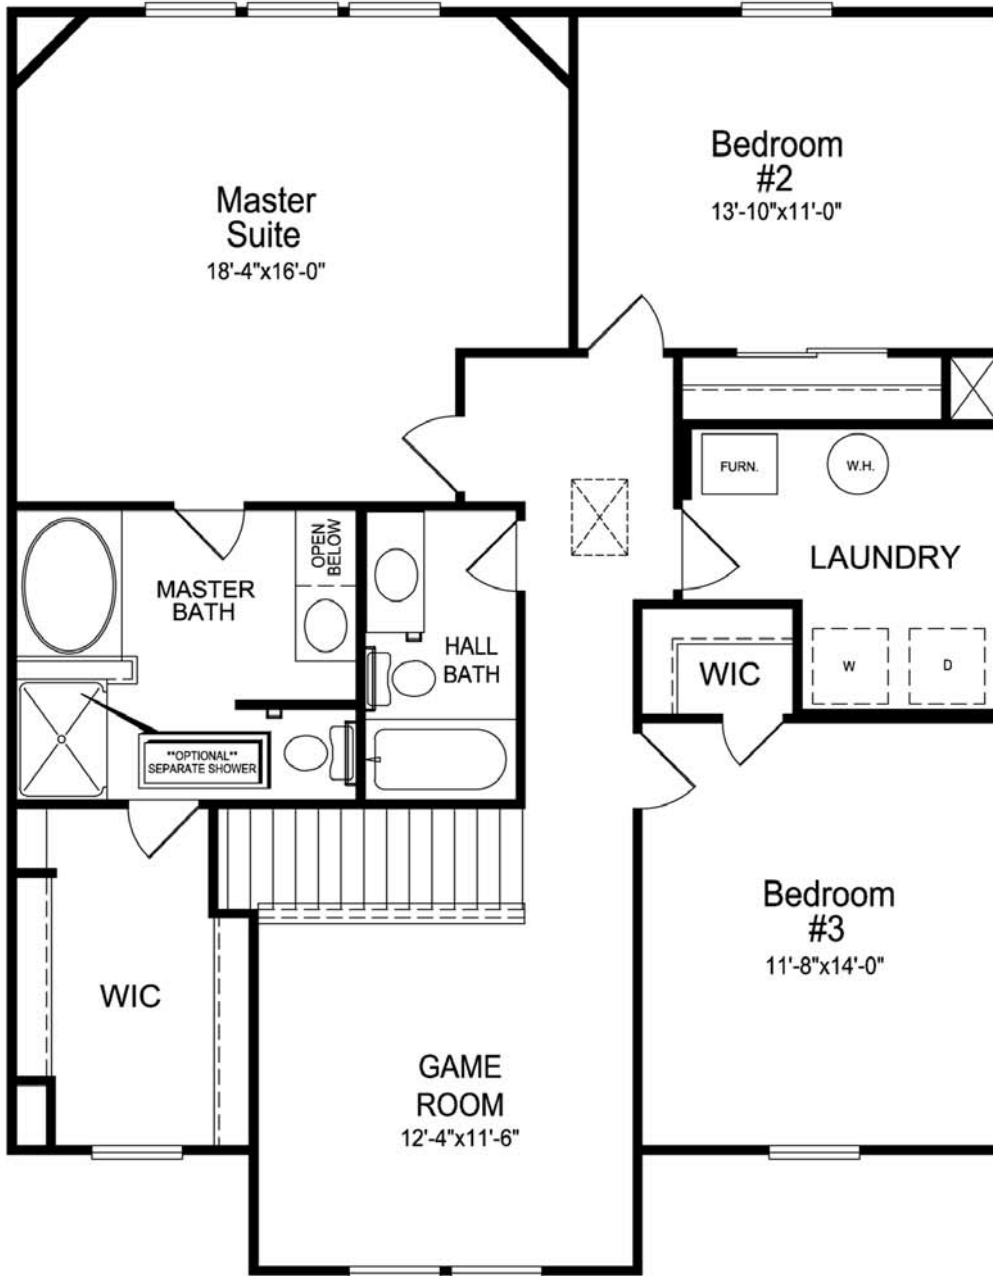 Master
Suite
18'-4"x16'-0"
Bedroom
#2
13'-10"x11'-0"
FURN.
W.H.
LAUNDRY
OPEN
BELOW
MASTER
BATH
HALL
BATH
WIC
W
D
**OPTIONAL**
SEPARATE SHOWER
Bedroom
#3
11'-8"x14'-0"
WIC
GAME
ROOM
12'-4"x11'-6"